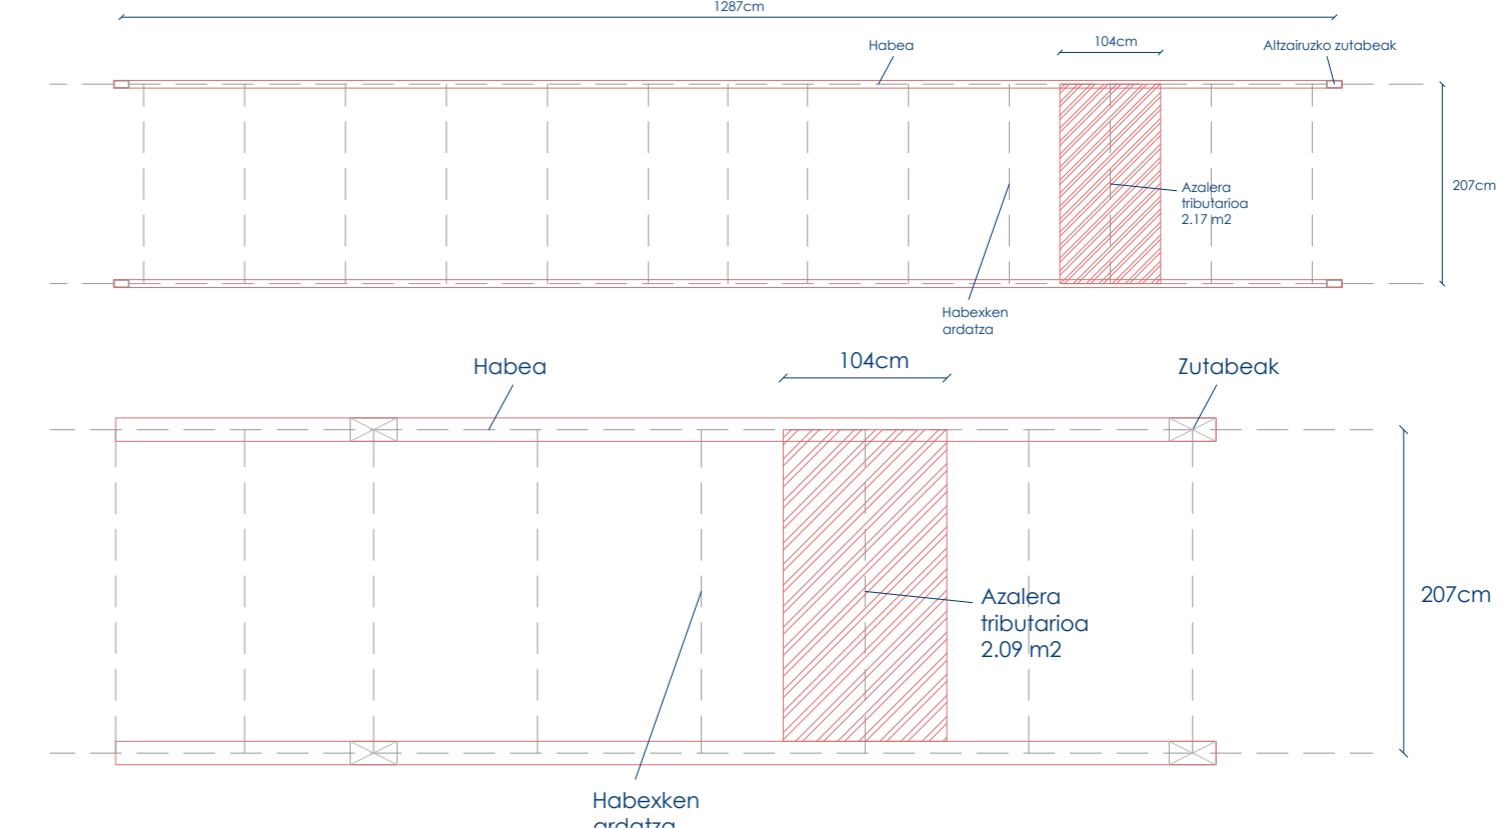 1287cm
Habea
104cm
Altzairuzko zutabeak
Azalera
tributarioa
2.17 m2
207cm
Habexken
ardatza
Habea
104cm
Zutabeak
Azalera
tributarioa
2.09 m2
207cm
Habexken
ardatza